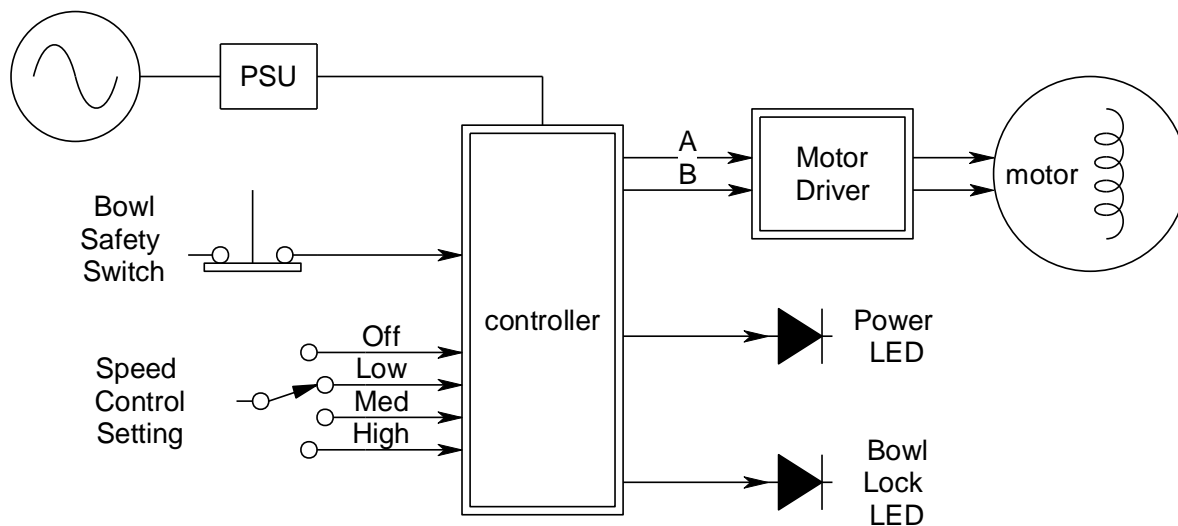 PSU
A
B
Motor
Driver
motor
Bowl
Safety
Switch
controller
Power
LED
Speed
Control
Setting
Off
Low
Med
High
Bowl
Lock
LED